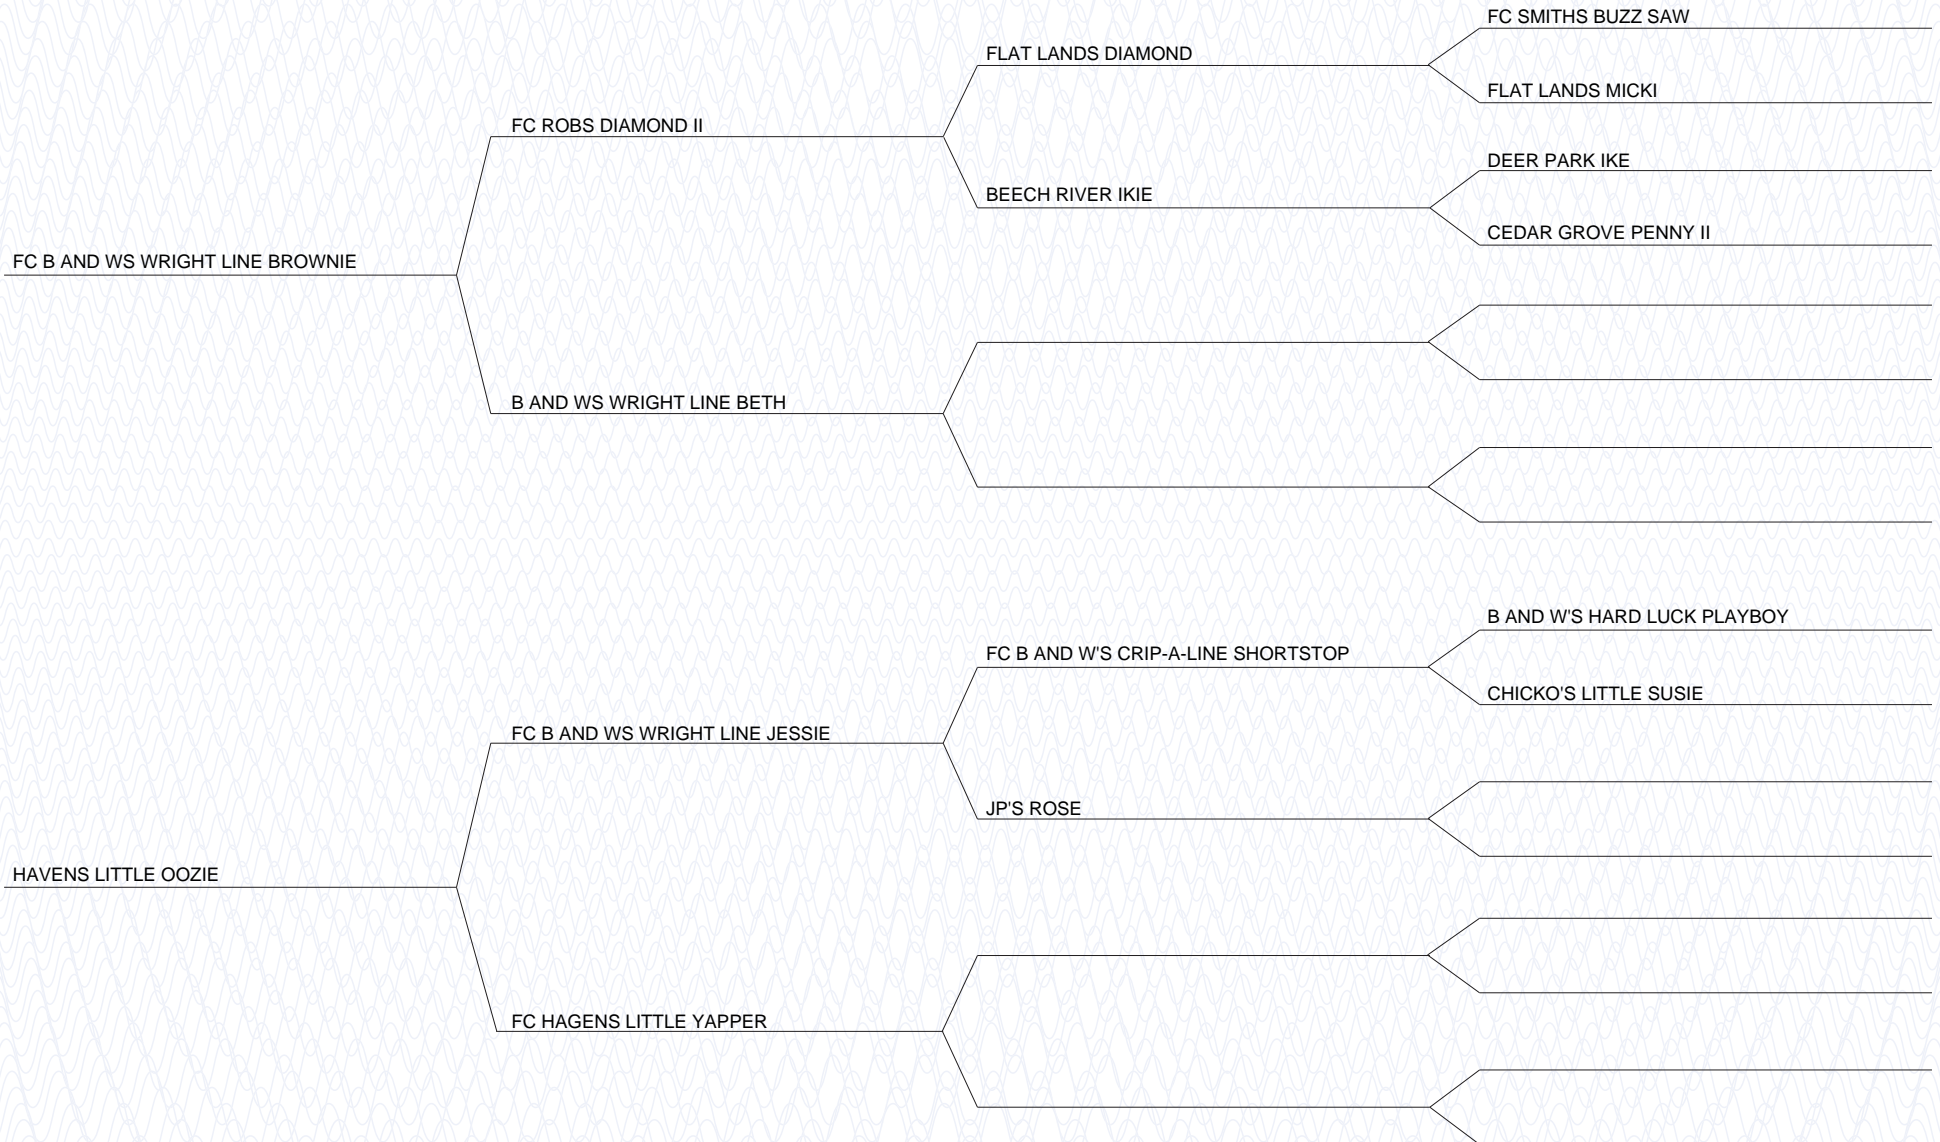 FC SMITHS BUZZ SAW
FLAT LANDS DIAMOND
FLAT LANDS MICKI
FC ROBS DIAMOND II
DEER PARK IKE
BEECH RIVER IKIE
CEDAR GROVE PENNY II
FC B AND WS WRIGHT LINE BROWNIE
B AND WS WRIGHT LINE BETH
B AND W'S HARD LUCK PLAYBOY
FC B AND W'S CRIP-A-LINE SHORTSTOP
CHICKO'S LITTLE SUSIE
FC B AND WS WRIGHT LINE JESSIE
JP'S ROSE
HAVENS LITTLE OOZIE
FC HAGENS LITTLE YAPPER